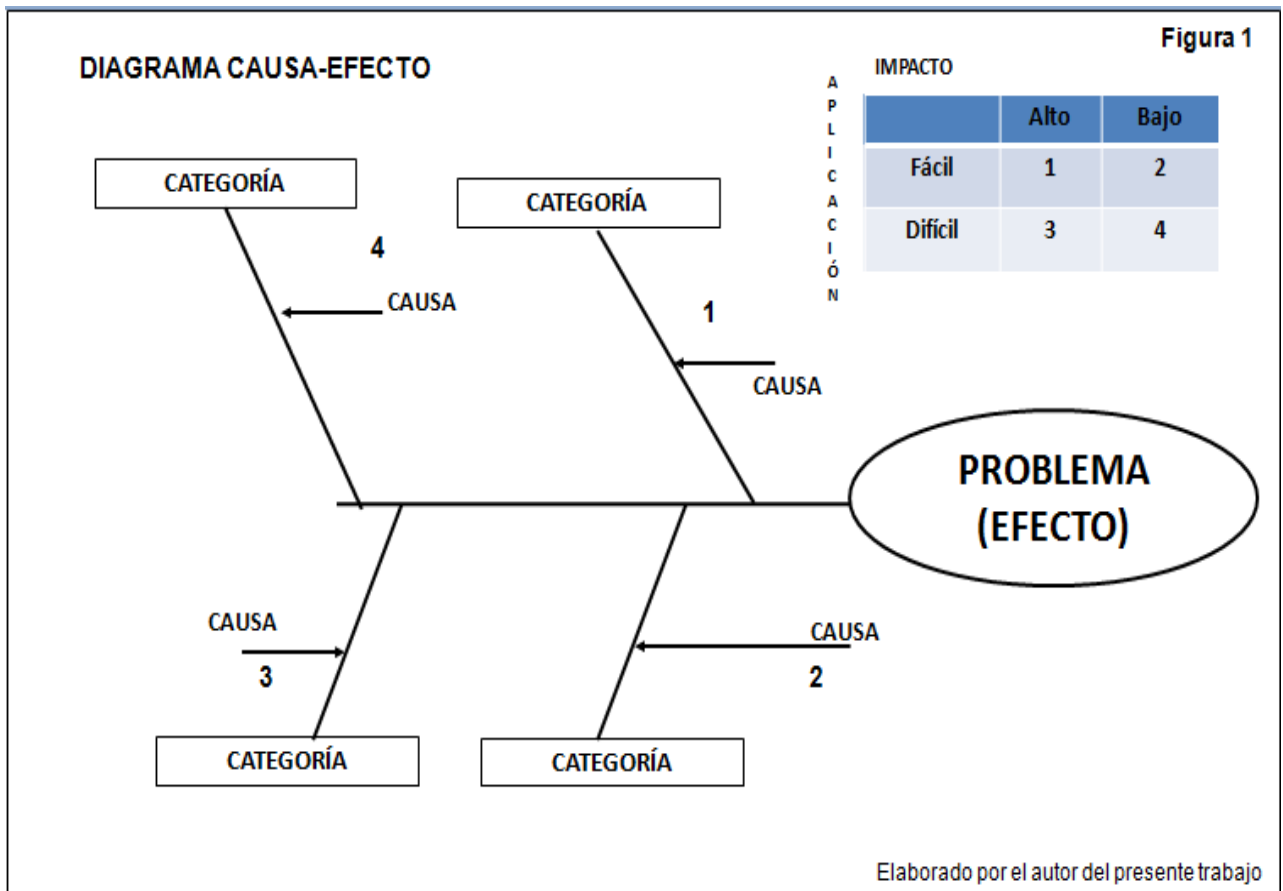 Figura 1
DIAGRAMA CAUSA-EFECTO
IMPACTO
APLICACIÓN
Alto Bajo
Fácil 1 2
Difícil 3 4
CATEGORÍA
CATEGORÍA
4
CAUSA
1
CAUSA
PROBLEMA
(EFECTO)
CAUSA
3
CAUSA
2
CATEGORÍA
CATEGORÍA
Elaborado por el autor del presente trabajo